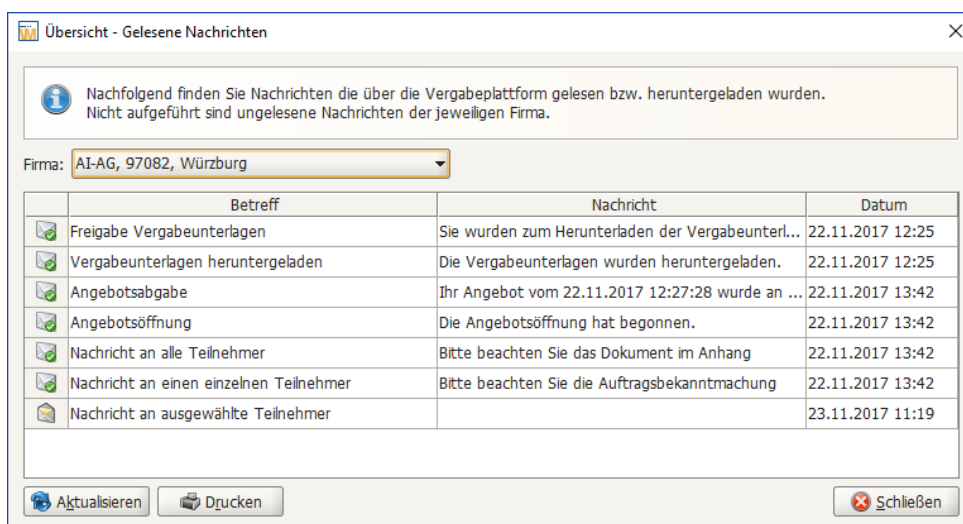 Übersicht - Gelesene Nachrichten
Nachfolgend finden Sie Nachrichten die über die Vergabeplattform gelesen bzw. heruntergeladen wurden.
Nicht aufgeführt sind ungelesene Nachrichten der jeweiligen Firma.
Firma: AI-AG, 97082, Würzburg
Betreff Nachricht Datum
Freigabe Vergabeunterlagen Sie wurden zum Herunterladen der Vergabeunterl... 22.11.2017 12:25
Vergabeunterlagen heruntergeladen Die Vergabeunterlagen wurden heruntergeladen. 22.11.2017 12:25
Angebotsabgabe Ihr Angebot vom 22.11.2017 12:27:28 wurde an ... 22.11.2017 13:42
Angebotsöffnung Die Angebotsöffnung hat begonnen. 22.11.2017 13:42
Nachricht an alle Teilnehmer Bitte beachten Sie das Dokument im Anhang 22.11.2017 13:42
Nachricht an einen einzelnen Teilnehmer Bitte beachten Sie die Auftragsbekanntmachung 22.11.2017 13:42
Nachricht an ausgewählte Teilnehmer 23.11.2017 11:19
Aktualisieren Drucken Schließen